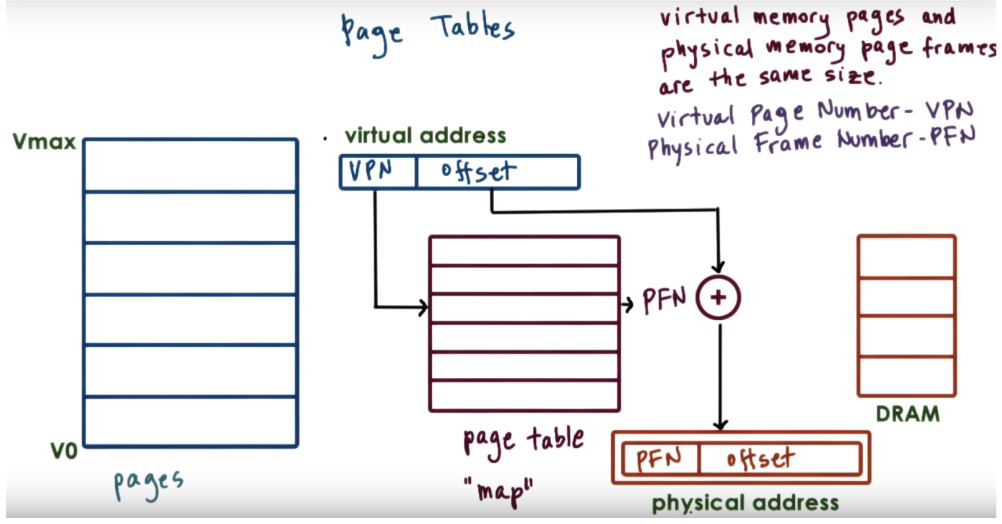 Page Tables
virtual memory pages and
physical memory page frames
are the same size.
Virtual Page Number - VPN
Physical Frame Number - PFN
Vmax
virtual address
VPN offset
PFN
+
DRAM
V0
pages
page table
"map"
PFN offset
physical address